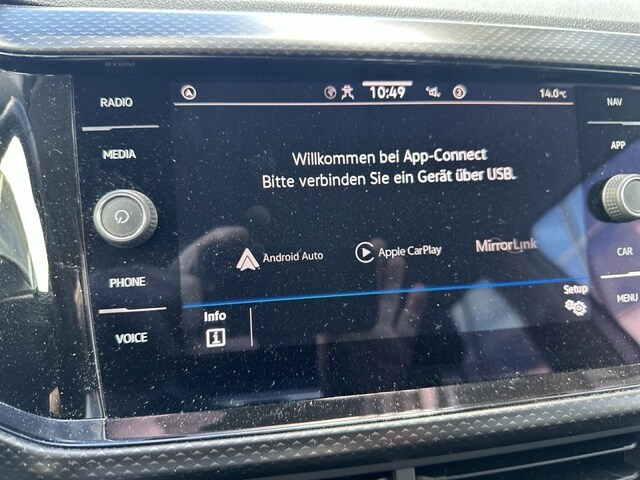 RADIO
MEDIA
PHONE
VOICE
10:49
2
14.0°C
Willkommen bei App-Connect
Bitte verbinden Sie ein Gerät über USB.
Android Auto
Apple CarPlay
MirrorLink
Info
Setup
NAV
APP
CAR
MENU